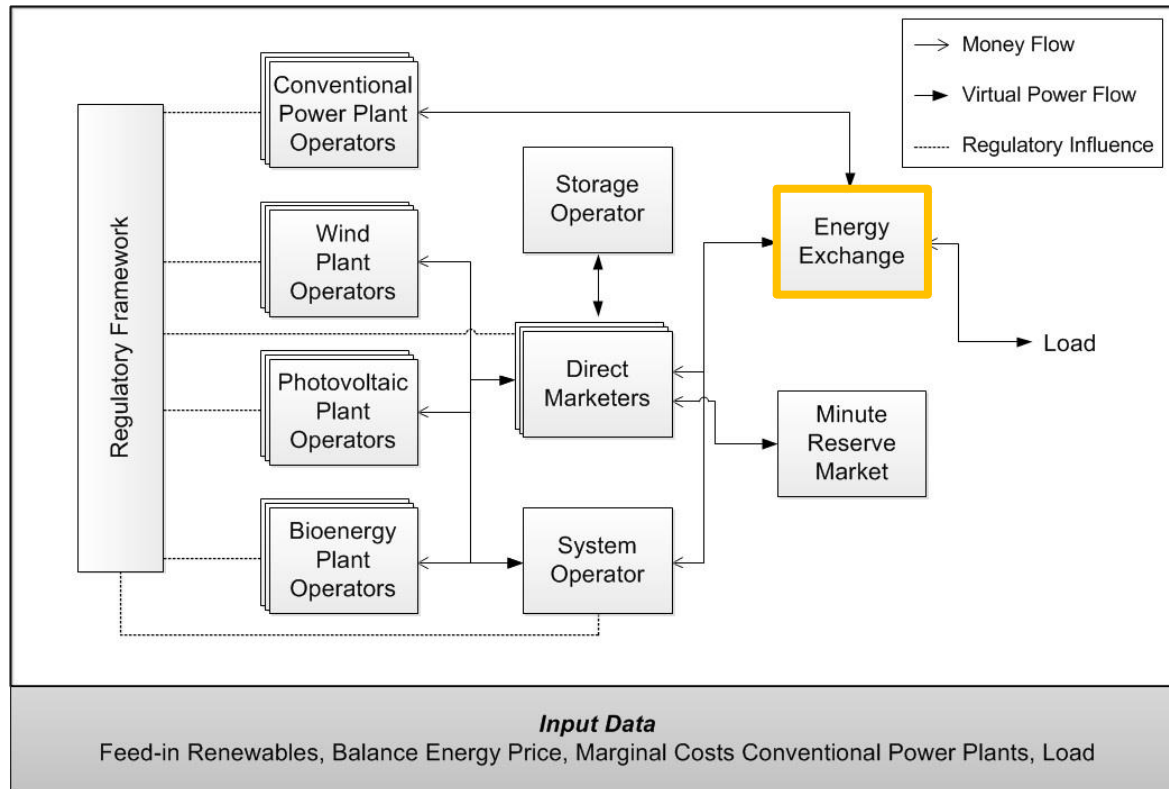 Money Flow
Virtual Power Flow
Regulatory Influence
Regulatory Framework
Conventional
Power Plant
Operators
Wind
Plant
Operators
Photovoltaic
Plant
Operators
Bioenergy
Plant
Operators
Storage
Operator
Direct
Marketers
System
Operator
Energy
Exchange
Load
Minute
Reserve
Market
Input Data
Feed-in Renewables, Balance Energy Price, Marginal Costs Conventional Power Plants, Load